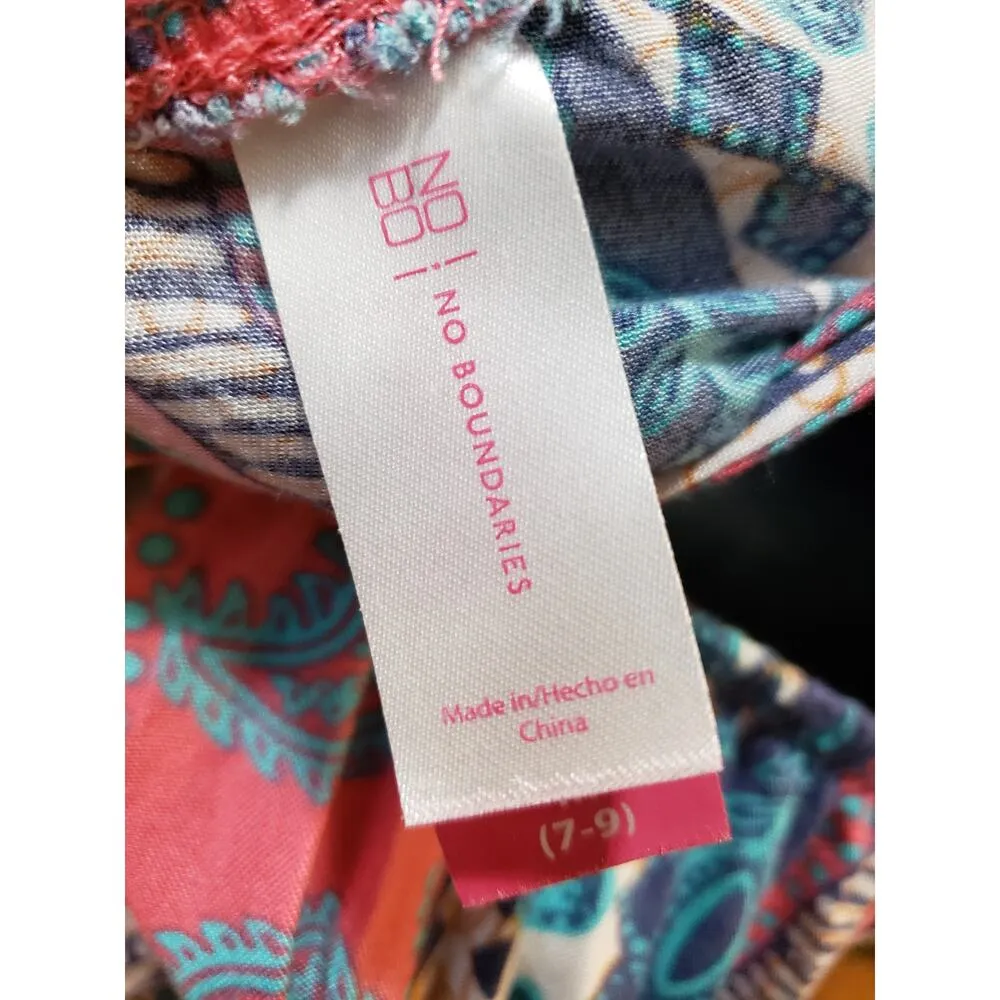 NO
BO
NO BOUNDARIES
Made in/Hecho en
China
(7-9)